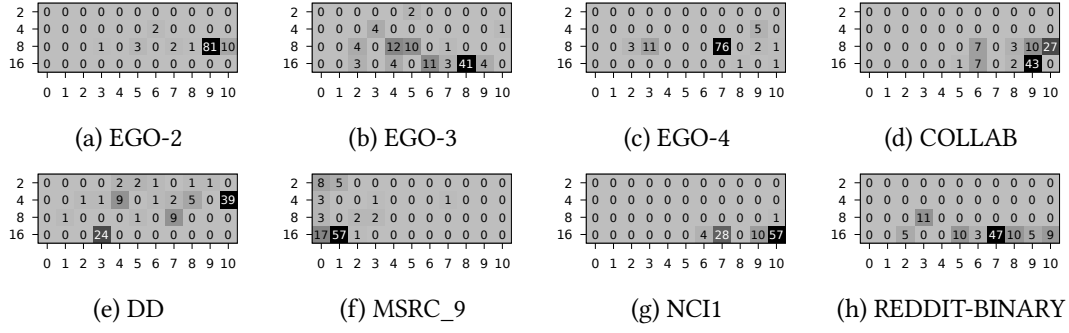 2 0 0 0 0 0 0 0 0 0 0 0
4 0 0 0 0 0 0 2 0 0 0 0
8 0 0 0 1 0 3 0 2 1 81 10
16 0 0 0 0 0 0 0 0 0 0 0
0 1 2 3 4 5 6 7 8 9 10
(a) EGO-2
2 0 0 0 0 0 2 0 0 0 0 0
4 0 0 0 4 0 0 0 0 0 0 1
8 0 0 4 0 12 10 0 1 0 0 0
16 0 0 3 0 4 0 11 3 41 4 0
0 1 2 3 4 5 6 7 8 9 10
(b) EGO-3
2 0 0 0 0 0 0 0 0 0 0 0
4 0 0 0 0 0 0 0 0 0 5 0
8 0 0 3 11 0 0 0 76 0 2 1
16 0 0 0 0 0 0 0 0 1 0 1
0 1 2 3 4 5 6 7 8 9 10
(c) EGO-4
2 0 0 0 0 0 0 0 0 0 0 0
4 0 0 0 0 0 0 0 0 0 0 0
8 0 0 0 0 0 0 7 0 3 10 27
16 0 0 0 0 0 1 7 0 2 43 0
0 1 2 3 4 5 6 7 8 9 10
(d) COLLAB
2 0 0 0 0 2 2 1 0 1 1 0
4 0 0 1 1 9 0 1 2 5 0 39
8 0 1 0 0 0 1 0 9 0 0 0
16 0 0 0 24 0 0 0 0 0 0 0
0 1 2 3 4 5 6 7 8 9 10
(e) DD
2 8 5 0 0 0 0 0 0 0 0 0
4 3 0 0 1 0 0 0 1 0 0 0
8 3 0 2 2 0 0 0 0 0 0 0
16 17 57 1 0 0 0 0 0 0 0 0
0 1 2 3 4 5 6 7 8 9 10
(f) MSRC_9
2 0 0 0 0 0 0 0 0 0 0 0
4 0 0 0 0 0 0 0 0 0 0 0
8 0 0 0 0 0 0 0 0 0 0 1
16 0 0 0 0 0 0 4 28 0 10 57
0 1 2 3 4 5 6 7 8 9 10
(g) NCI1
2 0 0 0 0 0 0 0 0 0 0 0
4 0 0 0 0 0 0 0 0 0 0 0
8 0 0 0 11 0 0 0 0 0 0 0
16 0 0 5 0 0 10 3 47 10 5 9
0 1 2 3 4 5 6 7 8 9 10
(h) REDDIT-BINARY